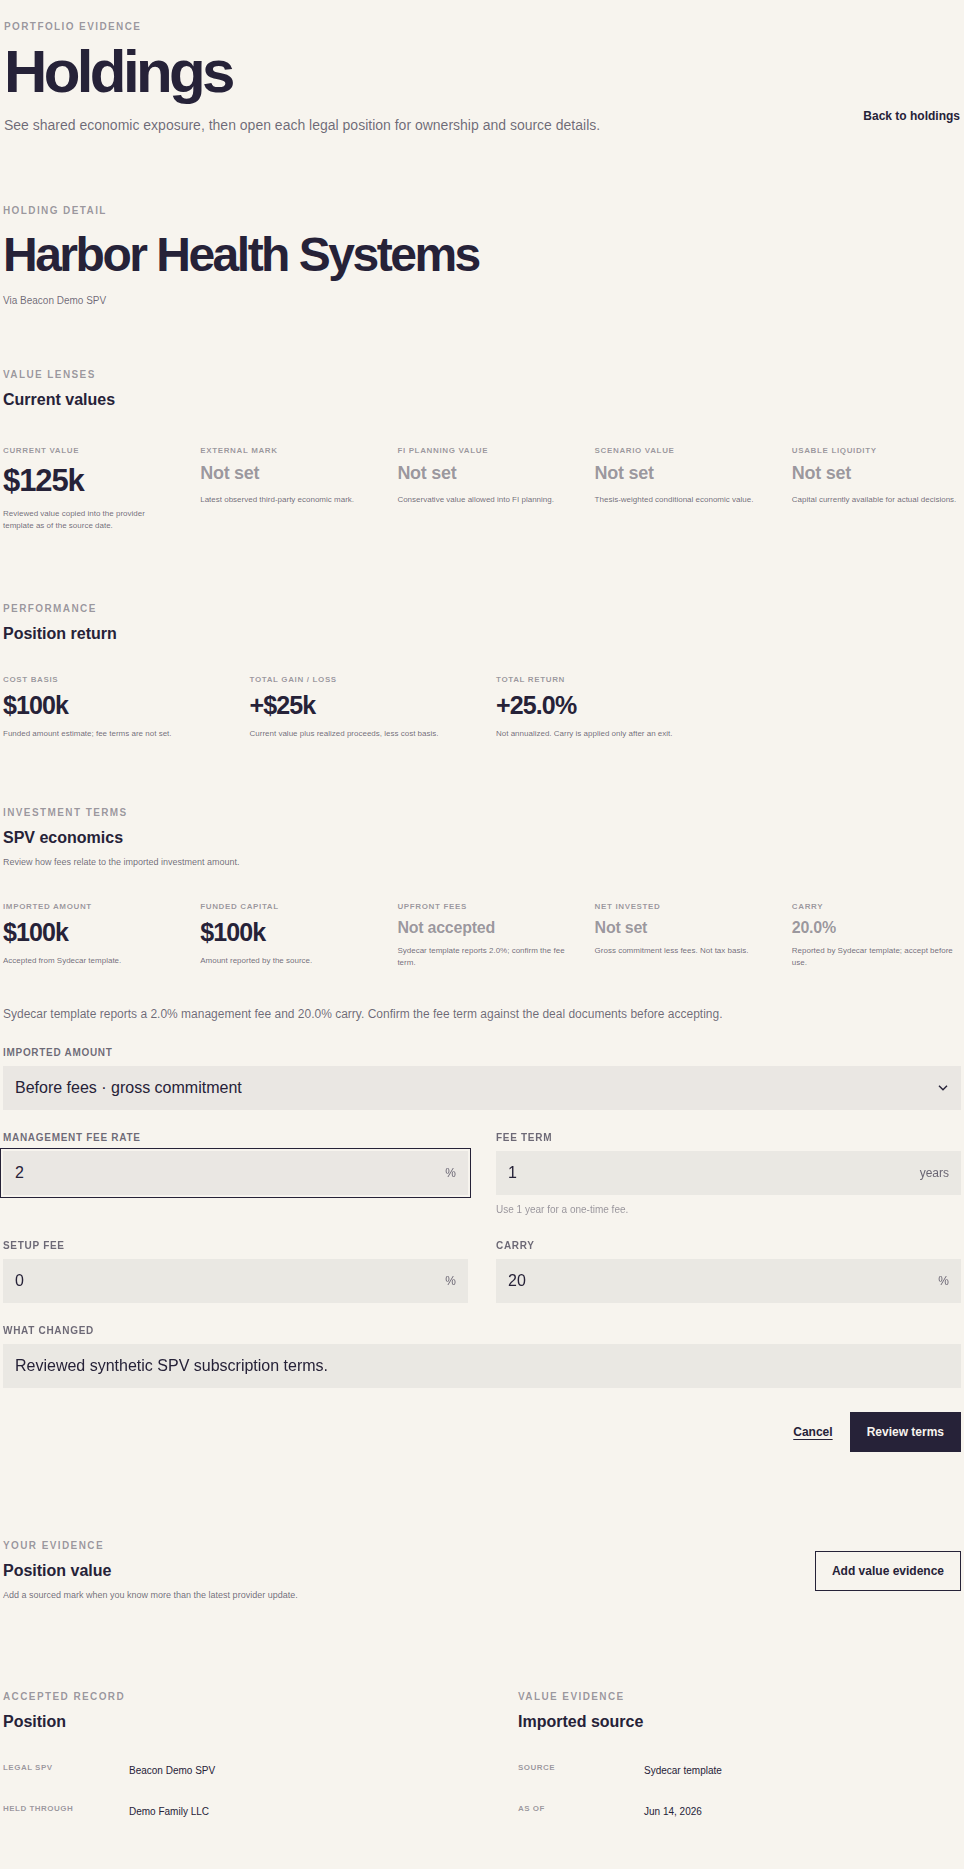 PORTFOLIO EVIDENCE
Holdings
See shared economic exposure, then open each legal position for ownership and source details.
Back to holdings
HOLDING DETAIL
Harbor Health Systems
Via Beacon Demo SPV
VALUE LENSES
Current values
CURRENT VALUE
$125k
Reviewed value copied into the provider
template as of the source date.
EXTERNAL MARK
Not set
Latest observed third-party economic mark.
FI PLANNING VALUE
Not set
Conservative value allowed into FI planning.
SCENARIO VALUE
Not set
Thesis-weighted conditional economic value.
USABLE LIQUIDITY
Not set
Capital currently available for actual decisions.
PERFORMANCE
Position return
COST BASIS
$100k
Funded amount estimate; fee terms are not set.
TOTAL GAIN / LOSS
+$25k
Current value plus realized proceeds, less cost basis.
TOTAL RETURN
+25.0%
Not annualized. Carry is applied only after an exit.
INVESTMENT TERMS
SPV economics
Review how fees relate to the imported investment amount.
IMPORTED AMOUNT
$100k
Accepted from Sydecar template.
FUNDED CAPITAL
$100k
Amount reported by the source.
UPFRONT FEES
Not accepted
Sydecar template reports 2.0%; confirm the fee
term.
NET INVESTED
Not set
Gross commitment less fees. Not tax basis.
CARRY
20.0%
Reported by Sydecar template; accept before
use.
Sydecar template reports a 2.0% management fee and 20.0% carry. Confirm the fee term against the deal documents before accepting.
IMPORTED AMOUNT
Before fees · gross commitment
MANAGEMENT FEE RATE
2 %
FEE TERM
1 years
Use 1 year for a one-time fee.
SETUP FEE
0 %
CARRY
20 %
WHAT CHANGED
Reviewed synthetic SPV subscription terms.
Cancel
Review terms
YOUR EVIDENCE
Position value
Add a sourced mark when you know more than the latest provider update.
Add value evidence
ACCEPTED RECORD
Position
LEGAL SPV Beacon Demo SPV
HELD THROUGH Demo Family LLC
VALUE EVIDENCE
Imported source
SOURCE Sydecar template
AS OF Jun 14, 2026